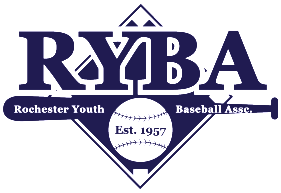 RYBA
Rochester Youth Baseball Assc.
Est. 1957